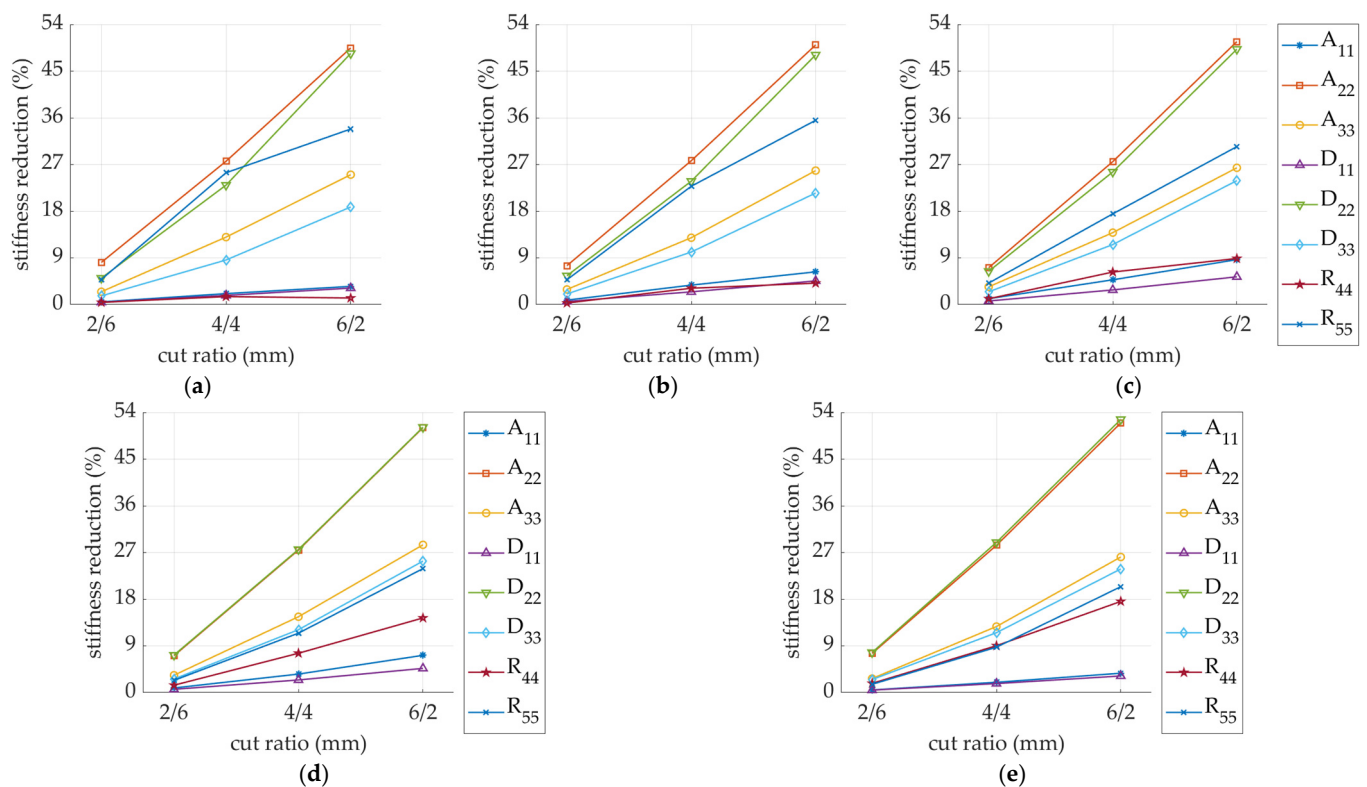 54
45
36
27
18
9
0
stiffness reduction (%)
2/6 4/4 6/2
cut ratio (mm)
(a)
54
45
36
27
18
9
0
stiffness reduction (%)
2/6 4/4 6/2
cut ratio (mm)
(b)
54
45
36
27
18
9
0
stiffness reduction (%)
2/6 4/4 6/2
cut ratio (mm)
(c)
A11
A22
A33
D11
D22
D33
R44
R55
54
45
36
27
18
9
0
stiffness reduction (%)
2/6 4/4 6/2
cut ratio (mm)
(d)
A11
A22
A33
D11
D22
D33
R44
R55
54
45
36
27
18
9
0
stiffness reduction (%)
2/6 4/4 6/2
cut ratio (mm)
(e)
A11
A22
A33
D11
D22
D33
R44
R55